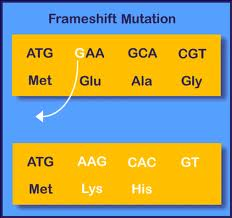 Frameshift Mutation
ATG GAA GCA CGT
Met Glu Ala Gly
ATG AAG CAC GT
Met Lys His